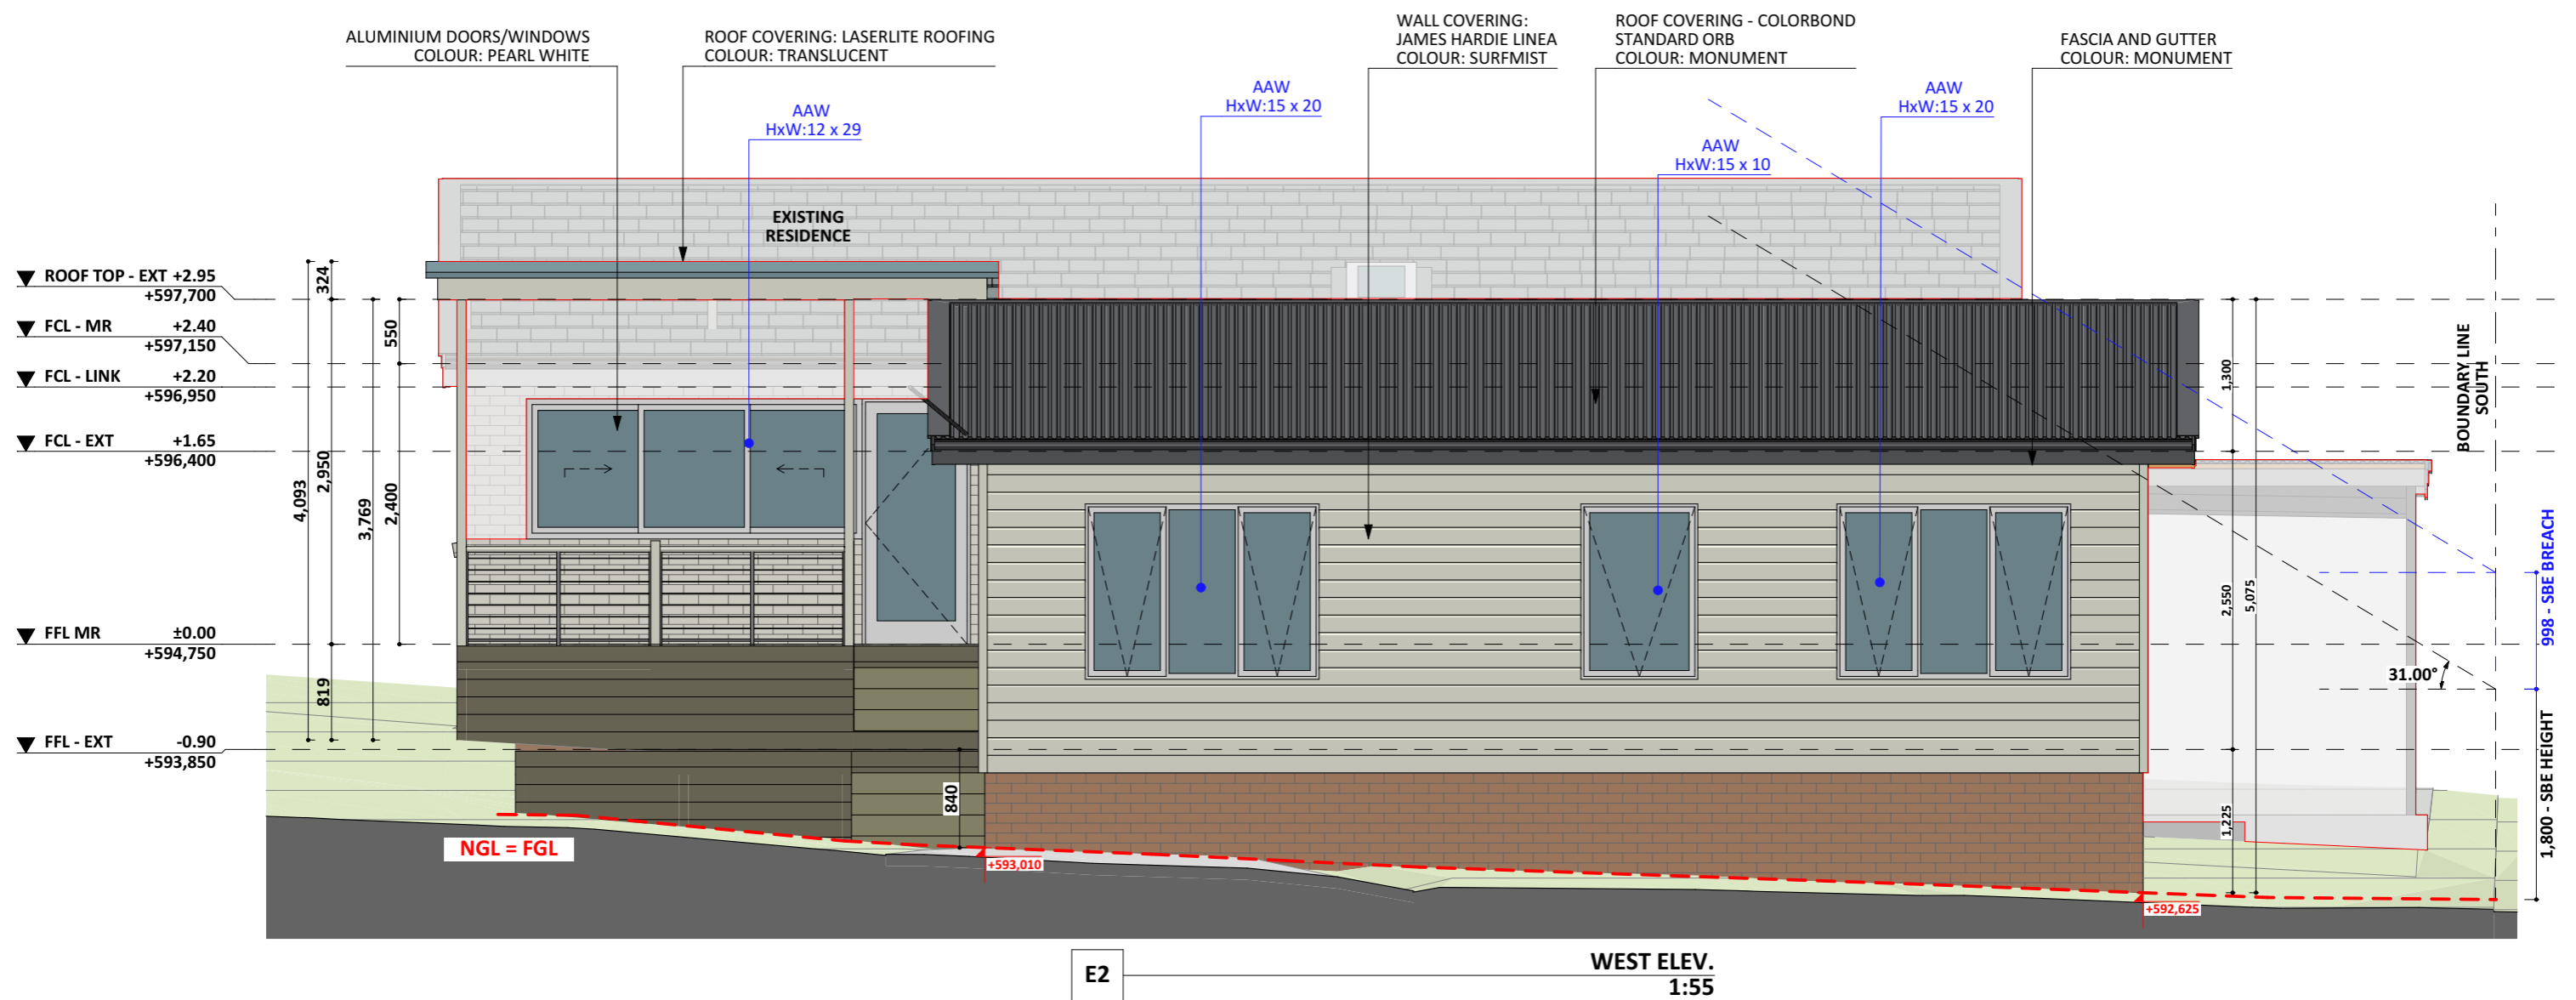 ALUMINIUM DOORS/WINDOWS
COLOUR: PEARL WHITE
ROOF COVERING: LASERLITE ROOFING
COLOUR: TRANSLUCENT
WALL COVERING:
JAMES HARDIE LINEA
COLOUR: SURFMIST
ROOF COVERING - COLORBOND
STANDARD ORB
COLOUR: MONUMENT
FASCIA AND GUTTER
COLOUR: MONUMENT
AAW
HxW:12 x 29
AAW
HxW:15 x 20
AAW
HxW:15 x 10
AAW
HxW:15 x 20
EXISTING
RESIDENCE
ROOF TOP - EXT +2.95
+597,700
FCL - MR +2.40
+597,150
FCL - LINK +2.20
+596,950
FCL - EXT +1.65
+596,400
FFL MR ±0.00
+594,750
FFL - EXT -0.90
+593,850
4,093
324
2,950
819
3,769
550
2,400
840
NGL = FGL
+593,010
+592,625
1,300
2,550
1,225
5,075
BOUNDARY LINE
SOUTH
31.00°
998 - SBE BREACH
1,800 - SBE HEIGHT
E2
WEST ELEV.
1:55